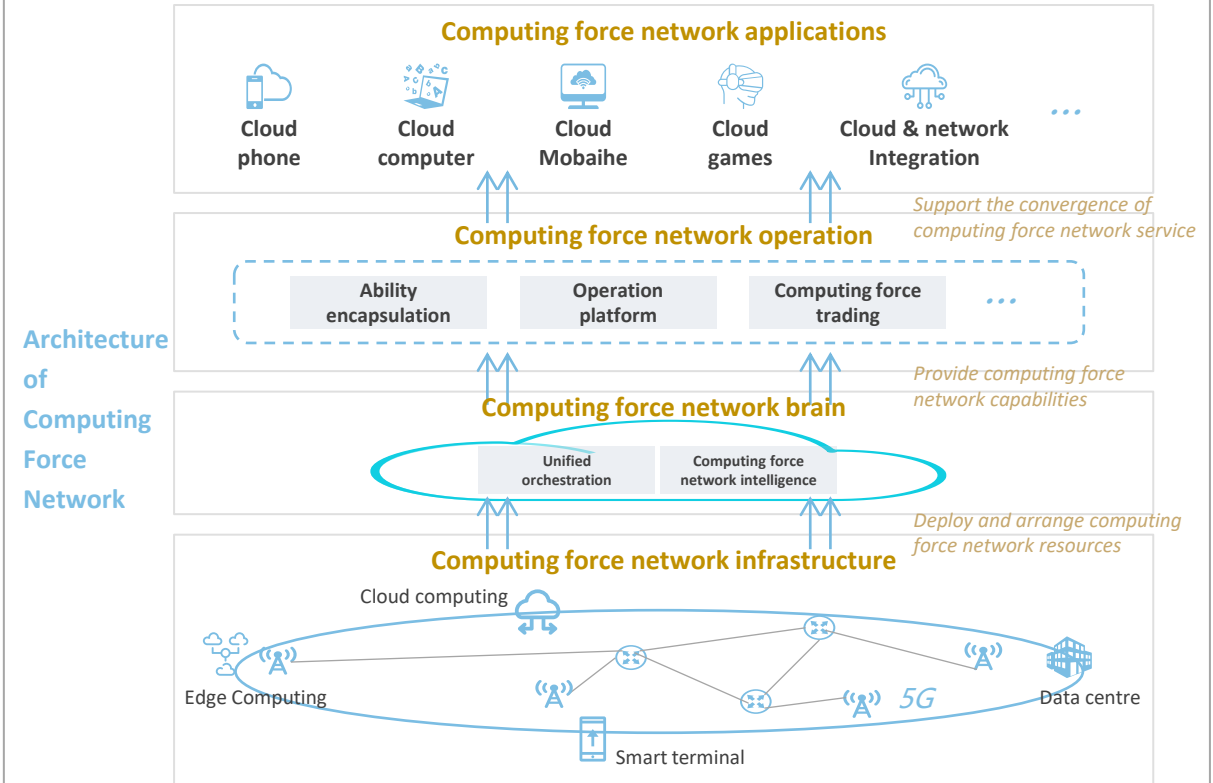 Computing force network applications
Cloud
phone
Cloud
computer
Cloud
Mobaihe
Cloud
games
Cloud & network
Integration
...
Support the convergence of
computing force network service
Computing force network operation
Ability
encapsulation
Operation
platform
Computing force
trading
...
Architecture
of
Computing
Force
Network
Provide computing force
network capabilities
Computing force network brain
Unified
orchestration
Computing force
network intelligence
Deploy and arrange computing
force network resources
Computing force network infrastructure
Cloud computing
Edge Computing
5G
Data centre
Smart terminal